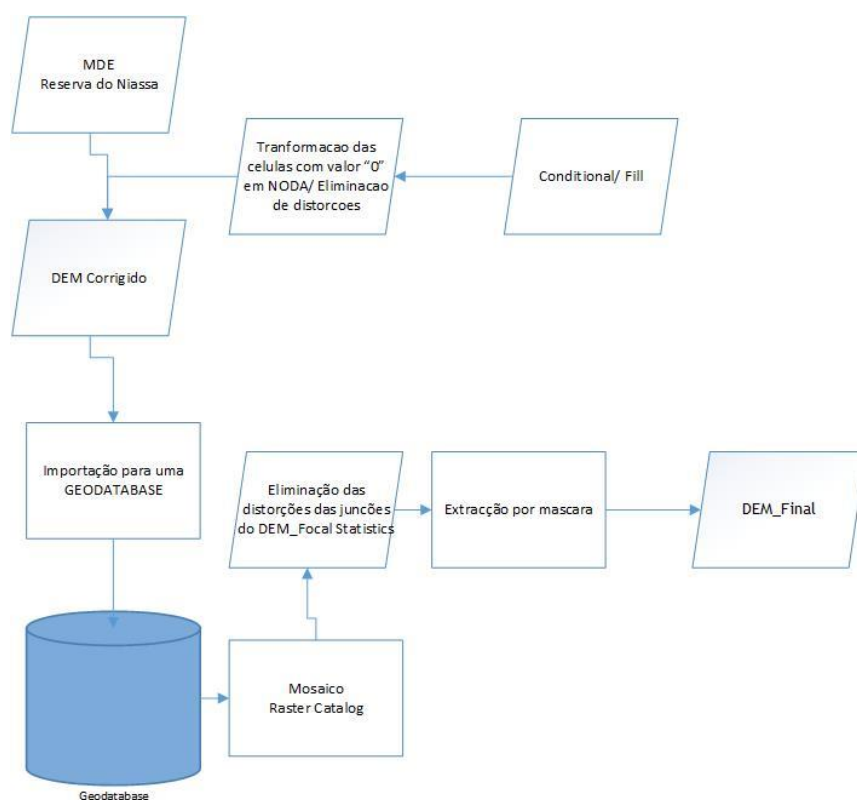 MDE
Reserva do Niassa
Tranformacao das
celulas com valor “0”
em NODA/ Eliminacao
de distorcoes
Conditional/ Fill
DEM Corrigido
Importação para uma
GEODATABASE
Eliminação das
distorções das juncões
do DEM_Focal Statistics
Extracção por mascara
DEM_Final
Mosaico
Raster Catalog
Geodatabase